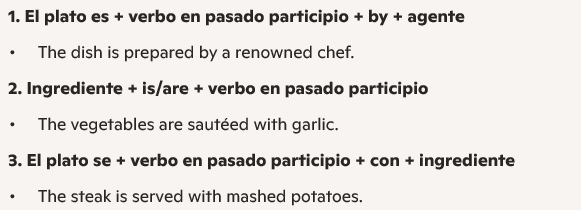 1. El plato es + verbo en pasado participio + by + agente
• The dish is prepared by a renowned chef.
2. Ingrediente + is/are + verbo en pasado participio
• The vegetables are sautéed with garlic.
3. El plato se + verbo en pasado participio + con + ingrediente
• The steak is served with mashed potatoes.